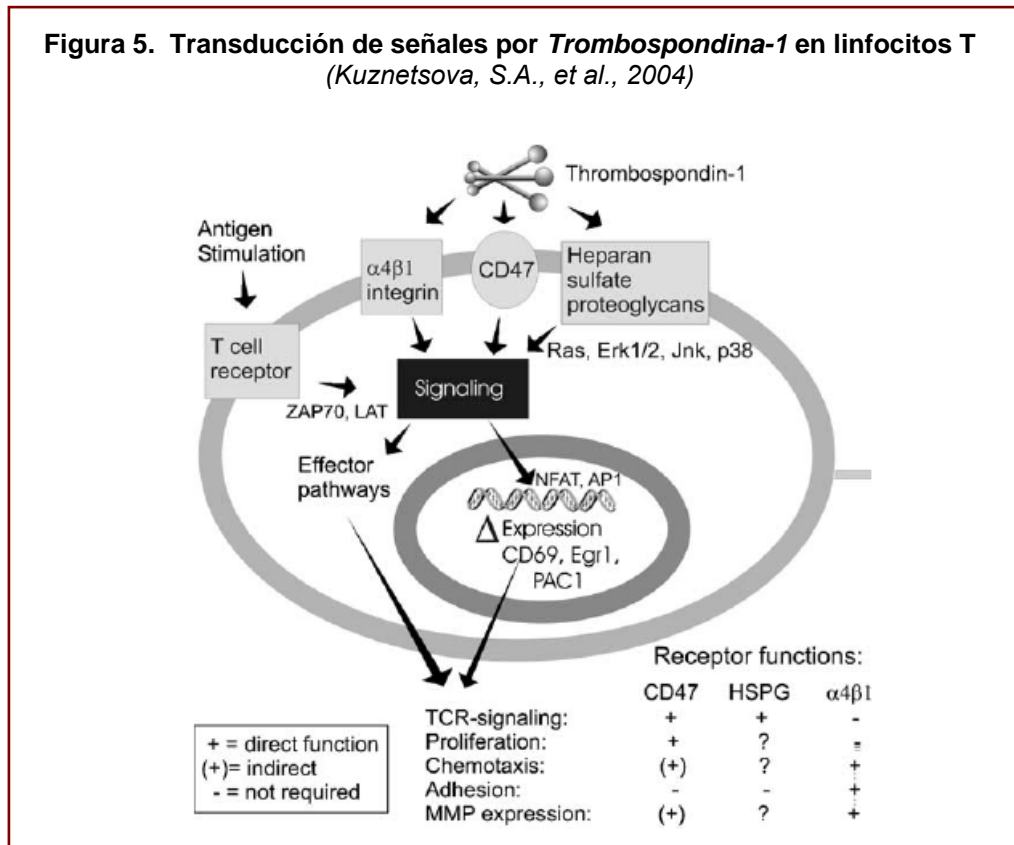 Figura 5. Transducción de señales por Trombospondina-1 en linfocitos T
(Kuznetsova, S.A., et al., 2004)
Thrombospondin-1
Antigen
Stimulation
α4β1
integrin
CD47
Heparan
sulfate
proteoglycans
T cell
receptor
Ras, Erk1/2, Jnk, p38
Signaling
ZAP70, LAT
Effector
pathways
NFAT, AP1
Δ Expression
CD69, Egr1,
PAC1
Receptor functions:
CD47 HSPG α4β1
TCR-signaling: + + -
Proliferation: + ? -
Chemotaxis: (+) ? +
Adhesion: - - +
MMP expression: (+) ? +
+ = direct function
(+)= indirect
- = not required